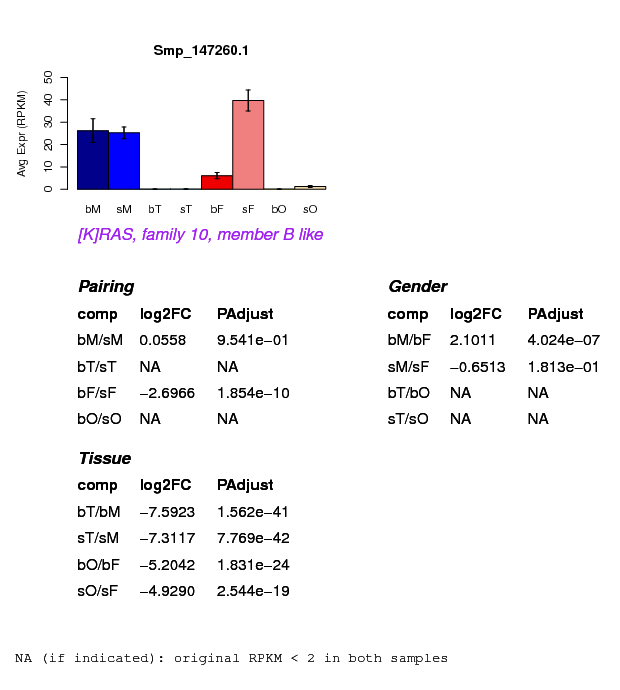 Smp_147260.1
Avg Expr (RPKM)
50
40
30
20
10
0
bM sM bT sT bF sF bO sO
[K]RAS, family 10, member B like
Pairing
comp log2FC PAdjust
bM/sM 0.0558 9.541e−01
bT/sT NA NA
bF/sF −2.6966 1.854e−10
bO/sO NA NA
Gender
comp log2FC PAdjust
bM/bF 2.1011 4.024e−07
sM/sF −0.6513 1.813e−01
bT/bO NA NA
sT/sO NA NA
Tissue
comp log2FC PAdjust
bT/bM −7.5923 1.562e−41
sT/sM −7.3117 7.769e−42
bO/bF −5.2042 1.831e−24
sO/sF −4.9290 2.544e−19
NA (if indicated): original RPKM < 2 in both samples